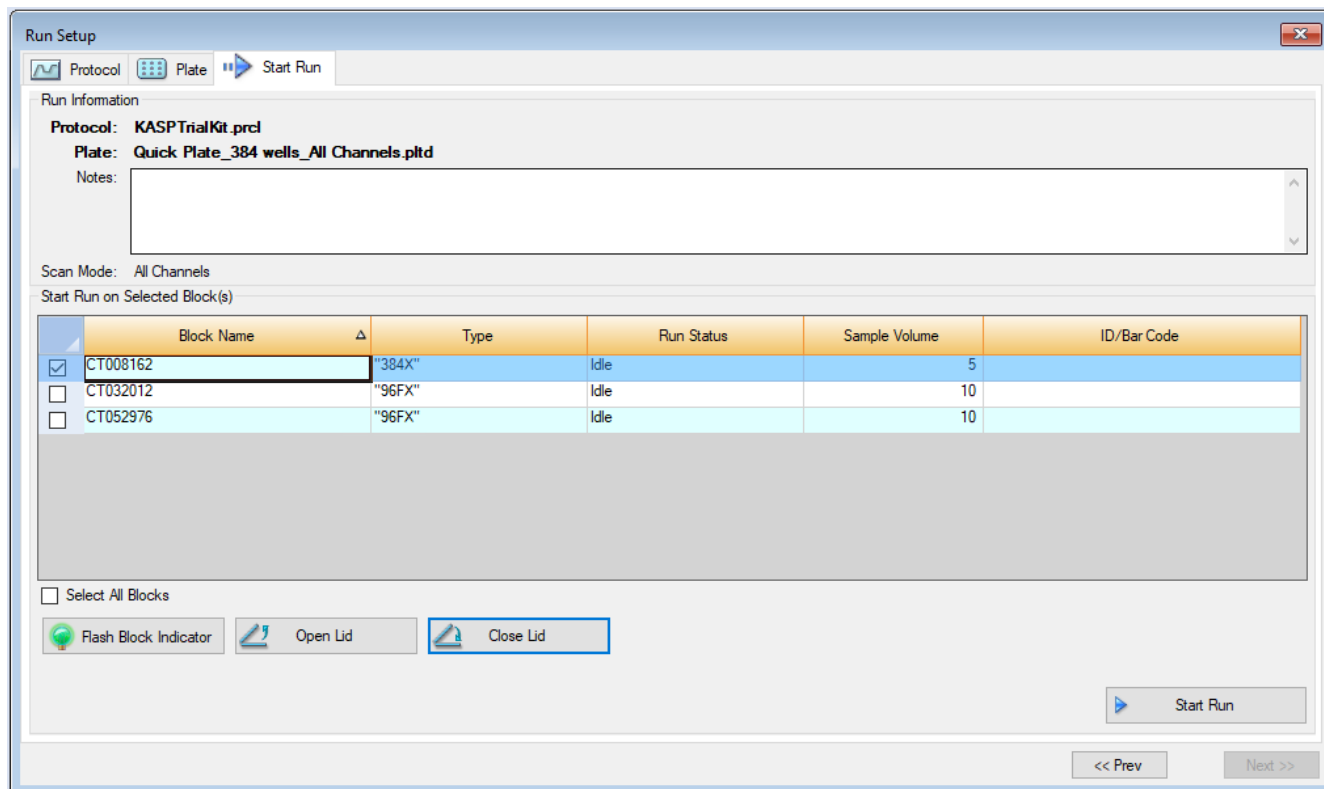 Run Setup
Protocol Plate Start Run
Run Information
Protocol: KASPTrialKit.prcl
Plate: Quick Plate_384 wells_All Channels.pltd
Notes:
Scan Mode: All Channels
Start Run on Selected Block(s)
Block Name Type Run Status Sample Volume ID/Bar Code
CT008162 "384X" Idle 5
CT032012 "96FX" Idle 10
CT052976 "96FX" Idle 10
Select All Blocks
Flash Block Indicator Open Lid Close Lid
Start Run
<< Prev Next >>